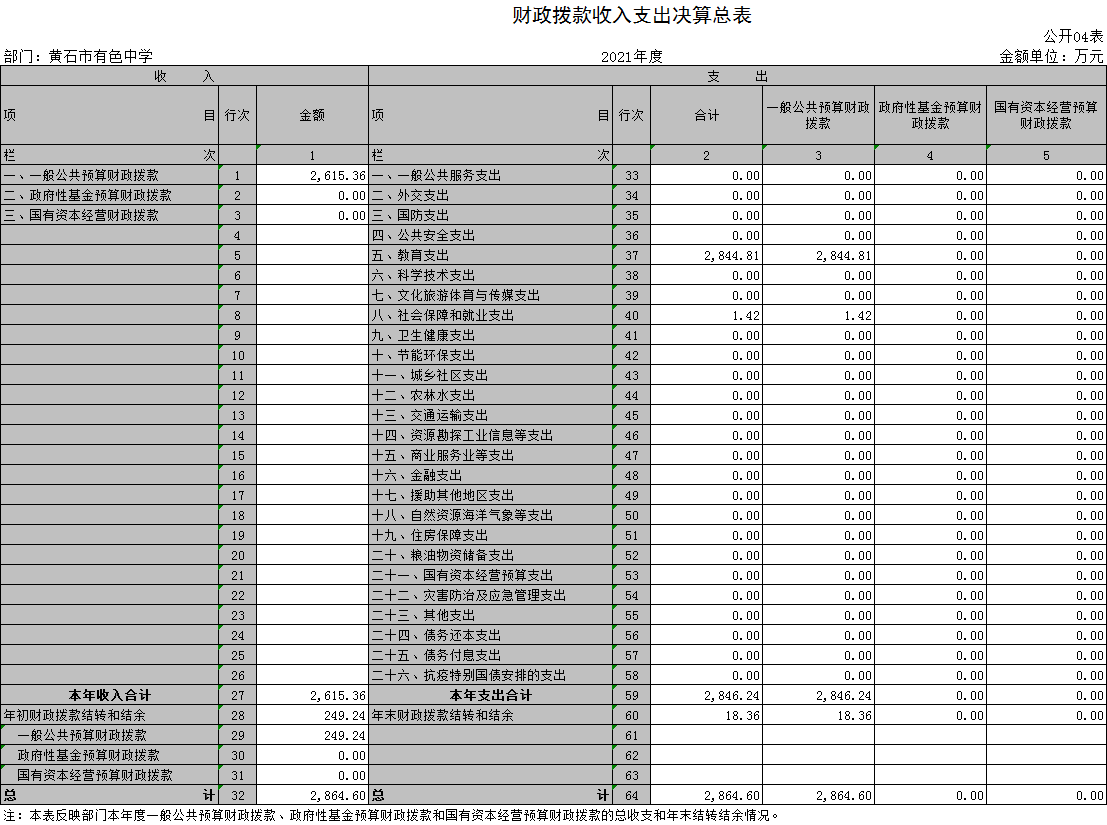 财政拨款收入支出决算总表
公开04表
部门：黄石市有色中学 2021年度 金额单位：万元
收 入 支 出
项 目 行次 金额 项 目 行次 合计 一般公共预算财政拨款 政府性基金预算财政拨款 国有资本经营预算财政拨款
栏 次 1 栏 次 2 3 4 5
一、一般公共预算财政拨款 1 2,615.36 一、一般公共服务支出 33 0.00 0.00 0.00 0.00
二、政府性基金预算财政拨款 2 0.00 二、外交支出 34 0.00 0.00 0.00 0.00
三、国有资本经营财政拨款 3 0.00 三、国防支出 35 0.00 0.00 0.00 0.00
4 四、公共安全支出 36 0.00 0.00 0.00 0.00
5 五、教育支出 37 2,844.81 2,844.81 0.00 0.00
6 六、科学技术支出 38 0.00 0.00 0.00 0.00
7 七、文化旅游体育与传媒支出 39 0.00 0.00 0.00 0.00
8 八、社会保障和就业支出 40 1.42 1.42 0.00 0.00
9 九、卫生健康支出 41 0.00 0.00 0.00 0.00
10 十、节能环保支出 42 0.00 0.00 0.00 0.00
11 十一、城乡社区支出 43 0.00 0.00 0.00 0.00
12 十二、农林水支出 44 0.00 0.00 0.00 0.00
13 十三、交通运输支出 45 0.00 0.00 0.00 0.00
14 十四、资源勘探工业信息等支出 46 0.00 0.00 0.00 0.00
15 十五、商业服务业等支出 47 0.00 0.00 0.00 0.00
16 十六、金融支出 48 0.00 0.00 0.00 0.00
17 十七、援助其他地区支出 49 0.00 0.00 0.00 0.00
18 十八、自然资源海洋气象等支出 50 0.00 0.00 0.00 0.00
19 十九、住房保障支出 51 0.00 0.00 0.00 0.00
20 二十、粮油物资储备支出 52 0.00 0.00 0.00 0.00
21 二十一、国有资本经营预算支出 53 0.00 0.00 0.00 0.00
22 二十二、灾害防治及应急管理支出 54 0.00 0.00 0.00 0.00
23 二十三、其他支出 55 0.00 0.00 0.00 0.00
24 二十四、债务还本支出 56 0.00 0.00 0.00 0.00
25 二十五、债务付息支出 57 0.00 0.00 0.00 0.00
26 二十六、抗疫特别国债安排的支出 58 0.00 0.00 0.00 0.00
本年收入合计 27 2,615.36 本年支出合计 59 2,846.24 2,846.24 0.00 0.00
年初财政拨款结转和结余 28 249.24 年末财政拨款结转和结余 60 18.36 18.36 0.00 0.00
一般公共预算财政拨款 29 249.24 61
政府性基金预算财政拨款 30 0.00 62
国有资本经营预算财政拨款 31 0.00 63
总 计 32 2,864.60 总 计 64 2,864.60 2,864.60 0.00 0.00
注：本表反映部门本年度一般公共预算财政拨款、政府性基金预算财政拨款和国有资本经营预算财政拨款的总收支和年末结转结余情况。